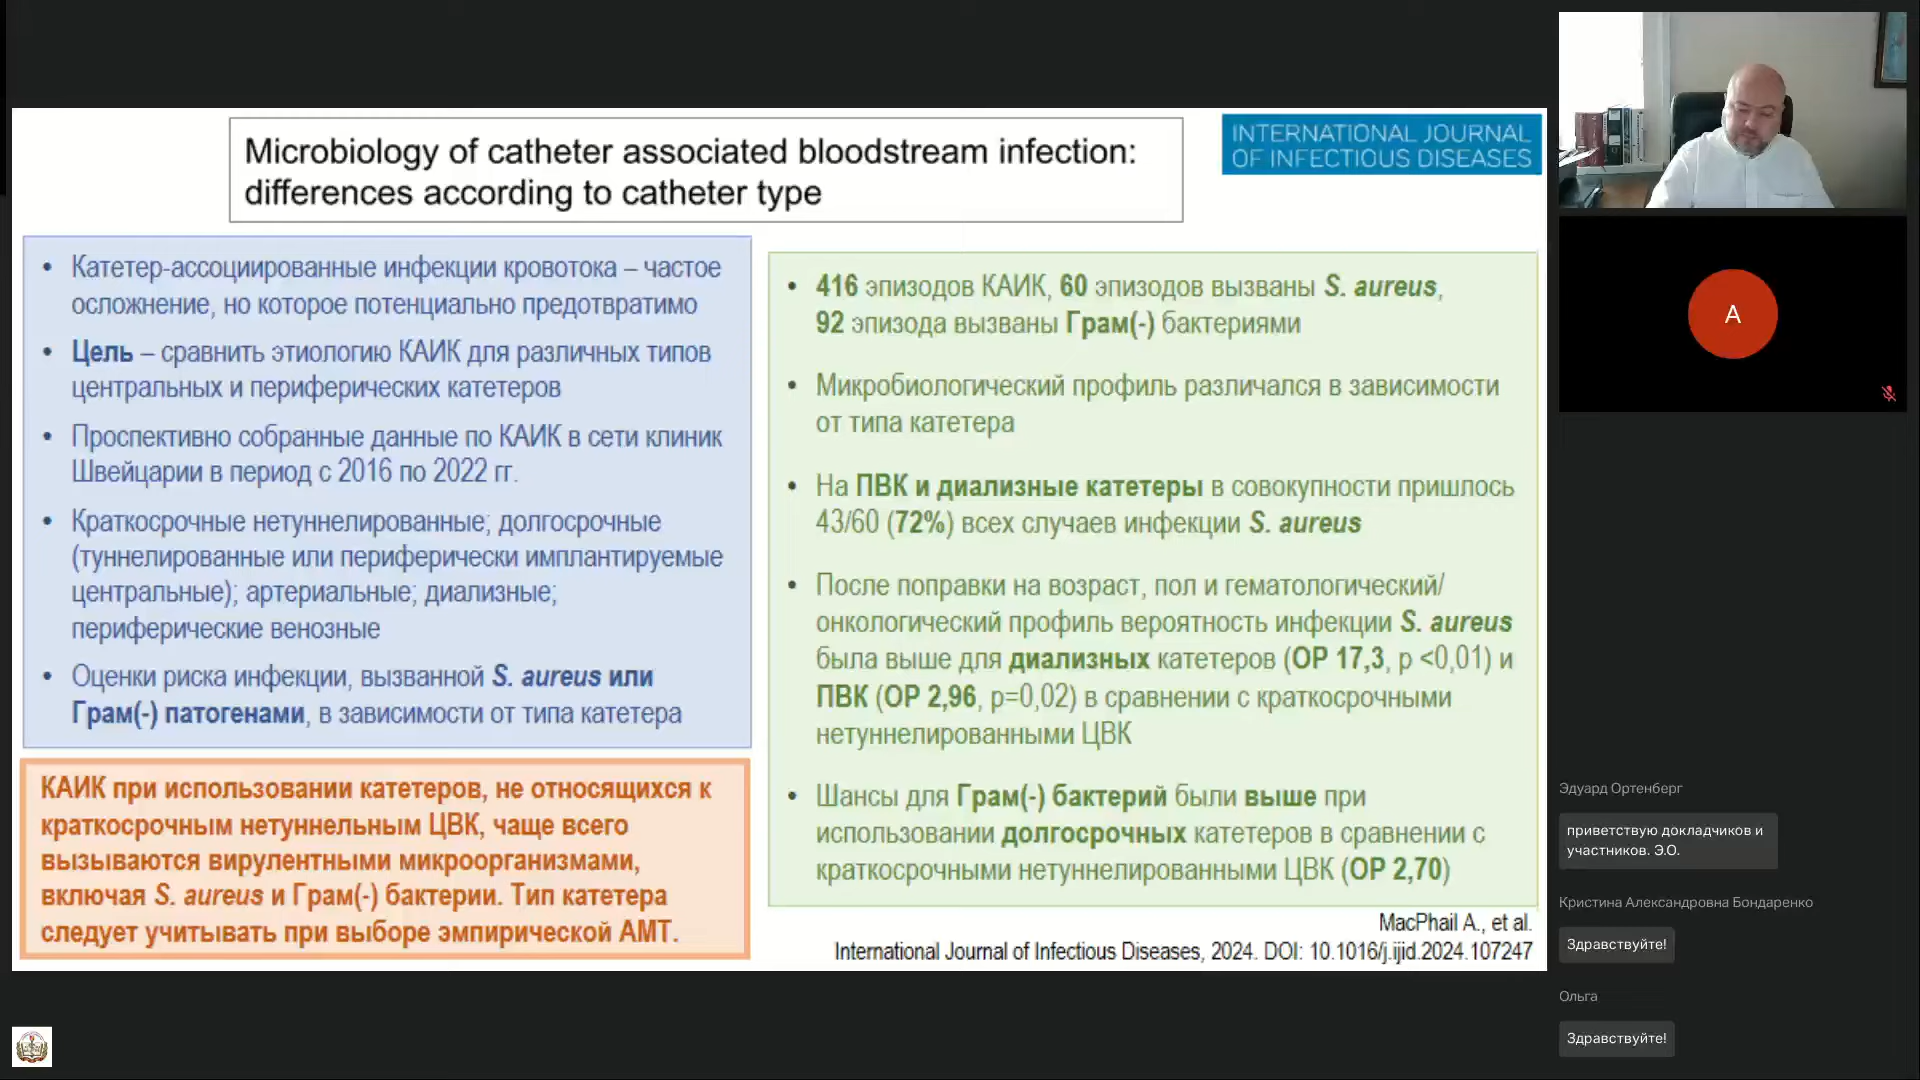 Microbiology of catheter associated bloodstream infection:
differences according to catheter type
INTERNATIONAL JOURNAL
OF INFECTIOUS DISEASES
• Катетер-ассоциированные инфекции кровотока – частое
осложнение, но которое потенциально предотвратимо
• Цель – сравнить этиологию КАИК для различных типов
центральных и периферических катетеров
• Проспективно собранные данные по КАИК в сети клиник
Швейцарии в период с 2016 по 2022 гг.
• Краткосрочные нетуннелированные; долгосрочные
(туннелированные или периферически имплантируемые
центральные); артериальные; диализные;
периферические венозные
• Оценки риска инфекции, вызванной S. aureus или
Грам(-) патогенами, в зависимости от типа катетера
КАИК при использовании катетеров, не относящихся к
краткосрочным нетуннельным ЦВК, чаще всего
вызываются вирулентными микроорганизмами,
включая S. aureus и Грам(-) бактерии. Тип катетера
следует учитывать при выборе эмпирической АМТ.
• 416 эпизодов КАИК, 60 эпизодов вызваны S. aureus,
92 эпизода вызваны Грам(-) бактериями
• Микробиологический профиль различался в зависимости
от типа катетера
• На ПВК и диализные катетеры в совокупности пришлось
43/60 (72%) всех случаев инфекции S. aureus
• После поправки на возраст, пол и гематологический/
онкологический профиль вероятность инфекции S. aureus
была выше для диализных катетеров (ОР 17,3, p <0,01) и
ПВК (ОР 2,96, p=0,02) в сравнении с краткосрочными
нетуннелированными ЦВК
• Шансы для Грам(-) бактерий были выше при
использовании долгосрочных катетеров в сравнении с
краткосрочными нетуннелированными ЦВК (ОР 2,70)
MacPhail A., et al.
International Journal of Infectious Diseases, 2024. DOI: 10.1016/j.ijid.2024.107247
A
Эдуард Ортенберг
приветствую докладчиков и
участников. Э.О.
Кристина Александровна Бондаренко
Здравствуйте!
Ольга
Здравствуйте!